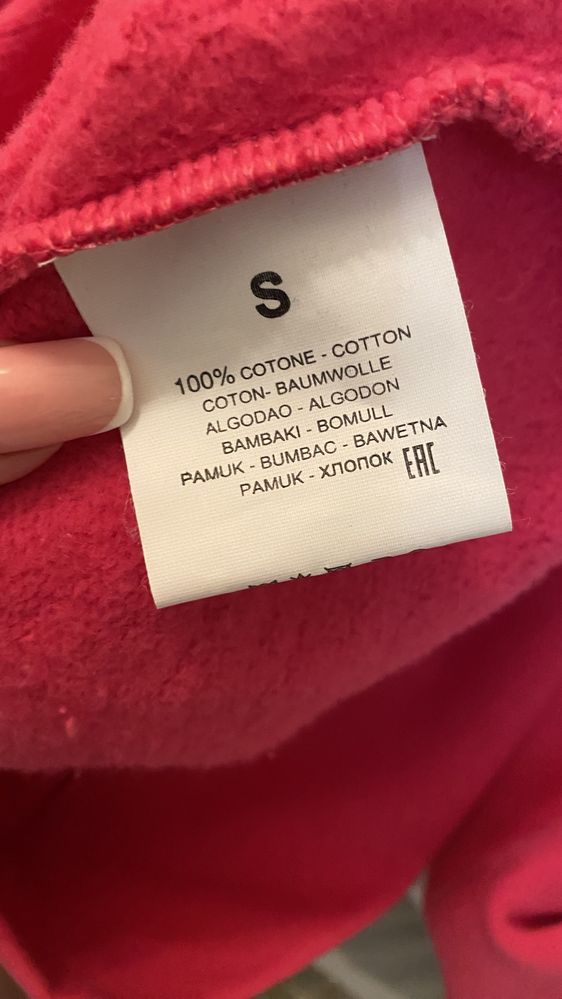 S
100% COTONE - COTTON
COTON- BAUMWOLLE
ALGODAO - ALGODON
BAMBAKI - BOMULL
PAMUK - BUMBAC - BAWETNA
PAMUK - ХЛОПОК EAC